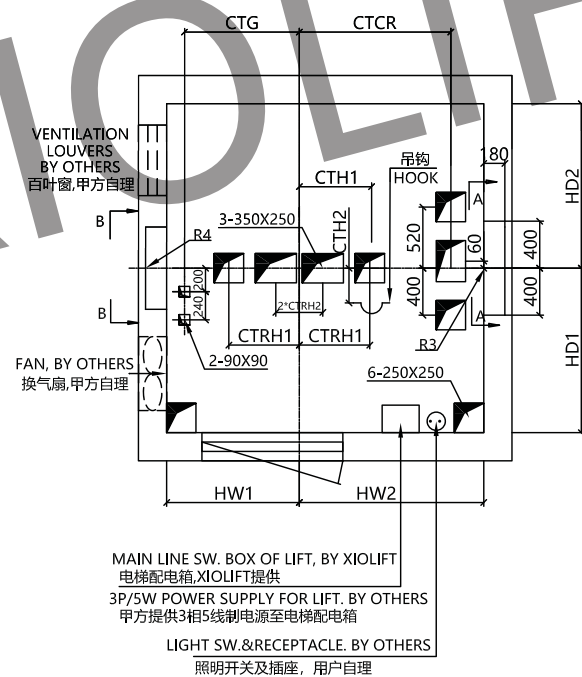 XIOLIF
CTG
CTCR
VENTILATION
LOUVERS
BY OTHERS
百叶窗,甲方自理
吊钩
HOOK
180
HD2
A
CTH1
CTH2
B
3-350X250
R4
520
60
400
200
240
2*CTRH2
400
400
B
CTRH1
CTRH1
A
R3
HD1
2-90X90
FAN, BY OTHERS
换气扇,甲方自理
6-250X250
HW1
HW2
MAIN LINE SW. BOX OF LIFT, BY XIOLIFT
电梯配电箱,XIOLIFT提供
3P/5W POWER SUPPLY FOR LIFT. BY OTHERS
甲方提供3相5线制电源至电梯配电箱
LIGHT SW.&RECEPTACLE. BY OTHERS
照明开关及插座，用户自理